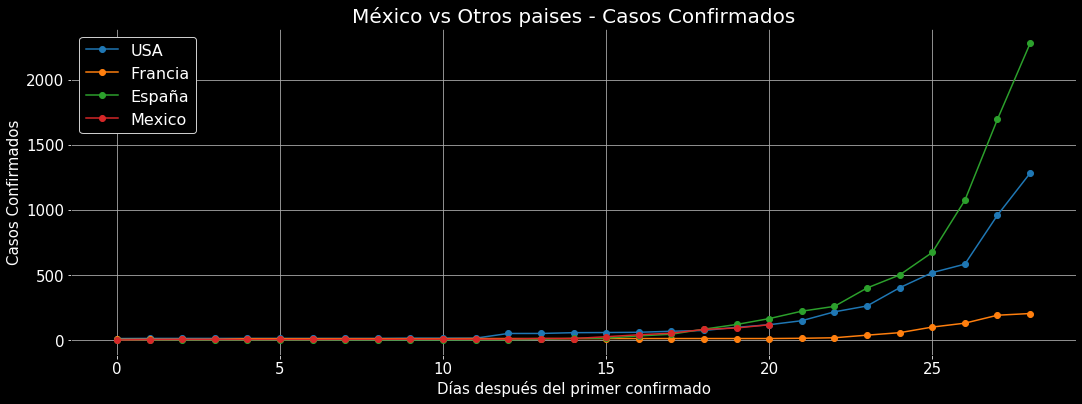 México vs Otros paises - Casos Confirmados
USA
Francia
España
Mexico
Casos Confirmados
2000
1500
1000
500
0
0 5 10 15 20 25
Días después del primer confirmado